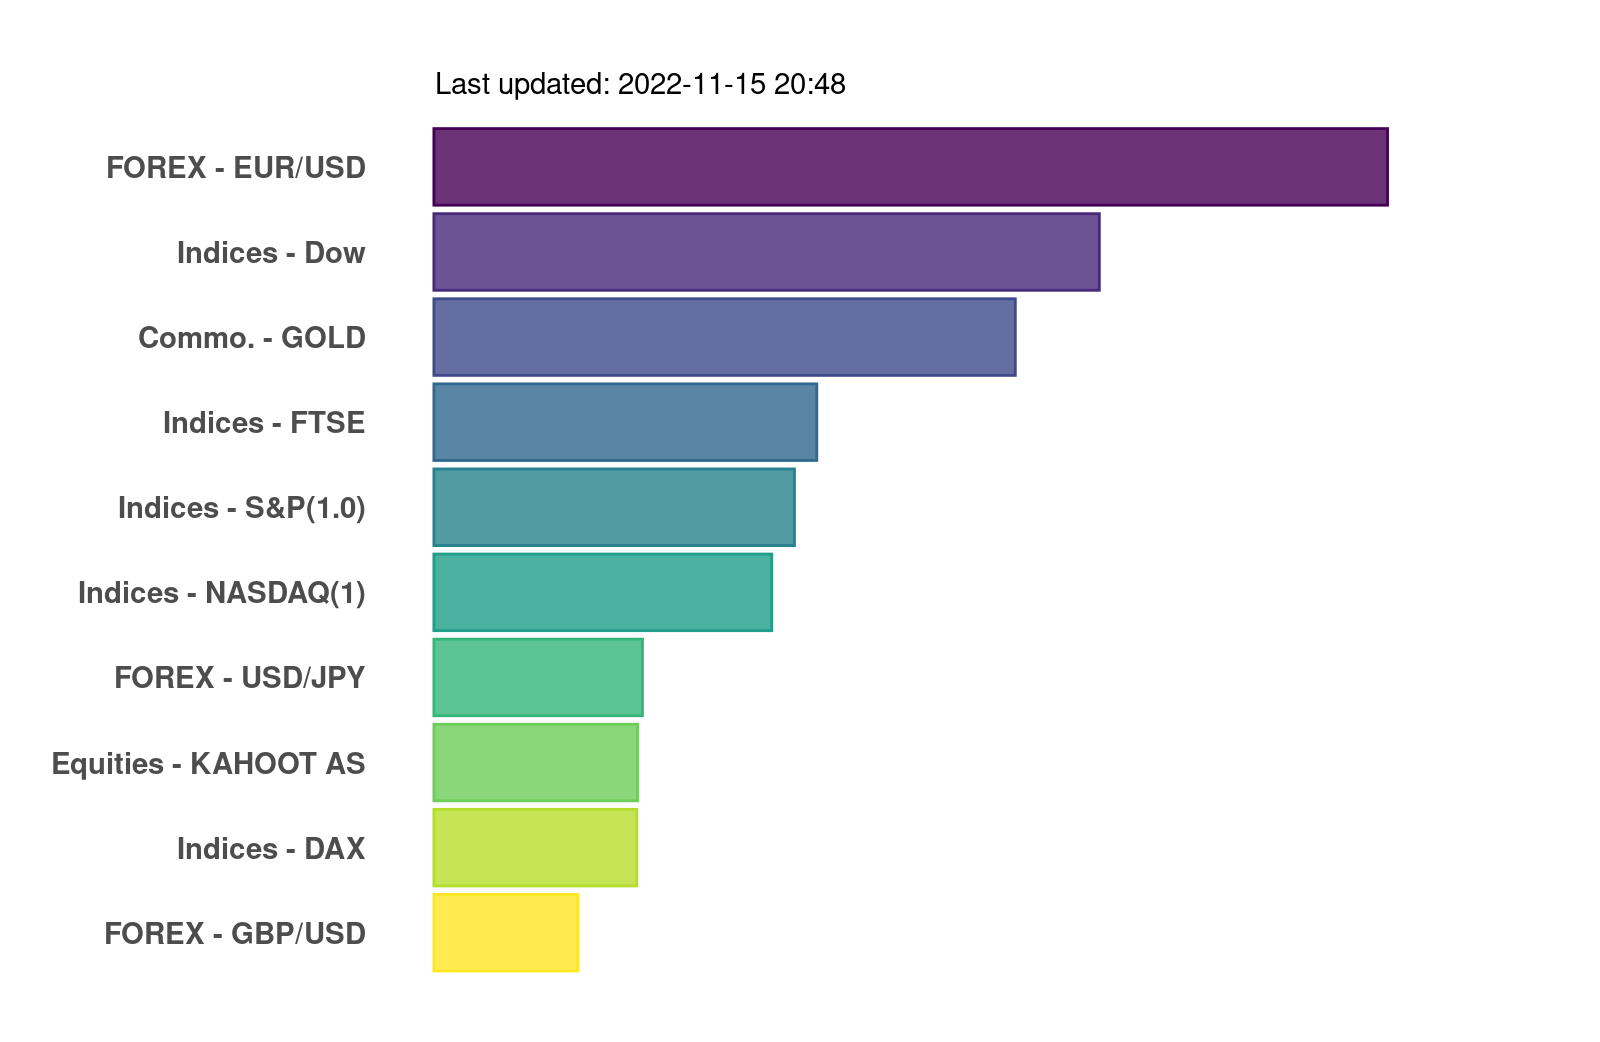 Last updated: 2022-11-15 20:48
FOREX - EUR/USD
Indices - Dow
Commo. - GOLD
Indices - FTSE
Indices - S&P(1.0)
Indices - NASDAQ(1)
FOREX - USD/JPY
Equities - KAHOOT AS
Indices - DAX
FOREX - GBP/USD